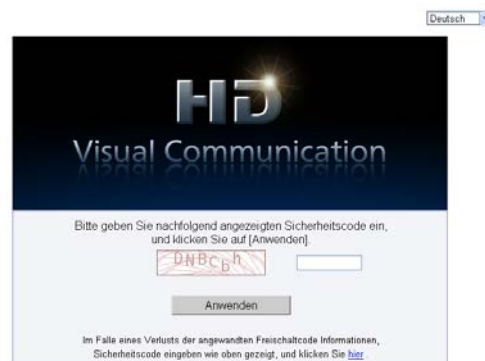 Deutsch
HD
Visual Communication
Bitte geben Sie nachfolgend angezeigten Sicherheitscode ein,
und klicken Sie auf [Anwenden].
DNBCbh
Anwenden
Im Falle eines Verlusts der angewandten Freischaltcode Informationen,
Sicherheitscode eingeben wie oben gezeigt, und klicken Sie hier